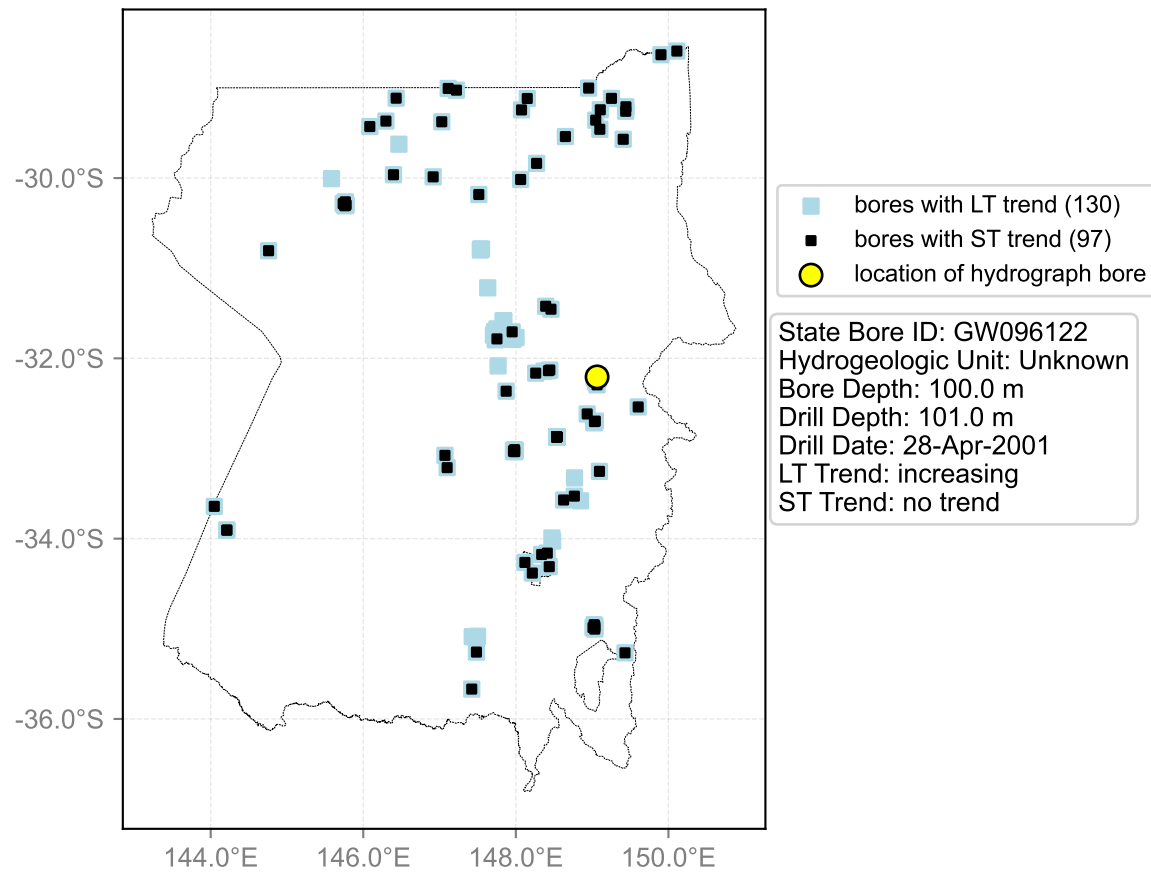 -30.0°S
-32.0°S
-34.0°S
-36.0°S
144.0°E
146.0°E
148.0°E
150.0°E
bores with LT trend (130)
bores with ST trend (97)
location of hydrograph bore
State Bore ID: GW096122
Hydrogeologic Unit: Unknown
Bore Depth: 100.0 m
Drill Depth: 101.0 m
Drill Date: 28-Apr-2001
LT Trend: increasing
ST Trend: no trend